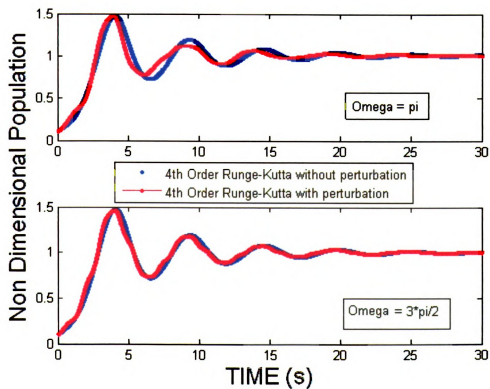 Non Dimensional Population
1.5
1
0.5
0
0 5 10 15 20 25 30
Omega = pi
4th Order Runge-Kutta without perturbation
4th Order Runge-Kutta with perturbation
1.5
1
0.5
0
0 5 10 15 20 25 30
Omega = 3*pi/2
TIME (s)